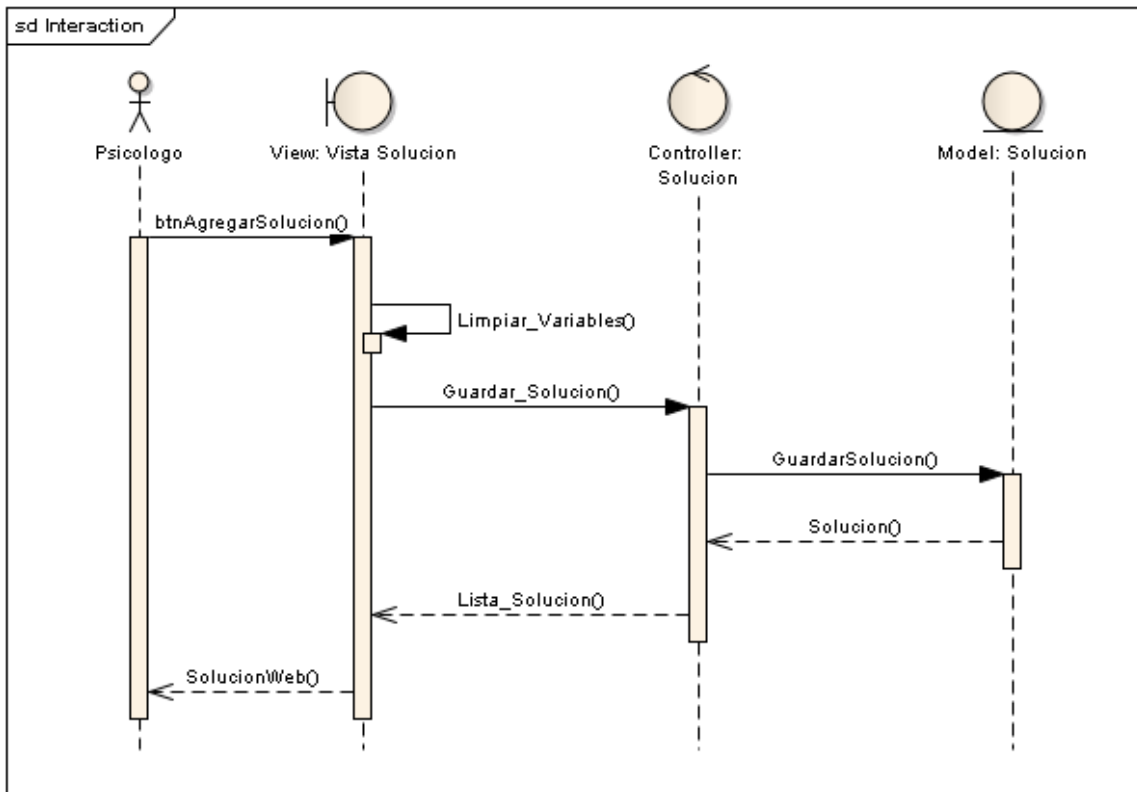 sd Interaction
Psicologo
View: Vista Solucion
Controller:
Solucion
Model: Solucion
btnAgregarSolucion()
Limpiar_Variables()
Guardar_Solucion()
GuardarSolucion()
Solucion()
Lista_Solucion()
SolucionWeb()